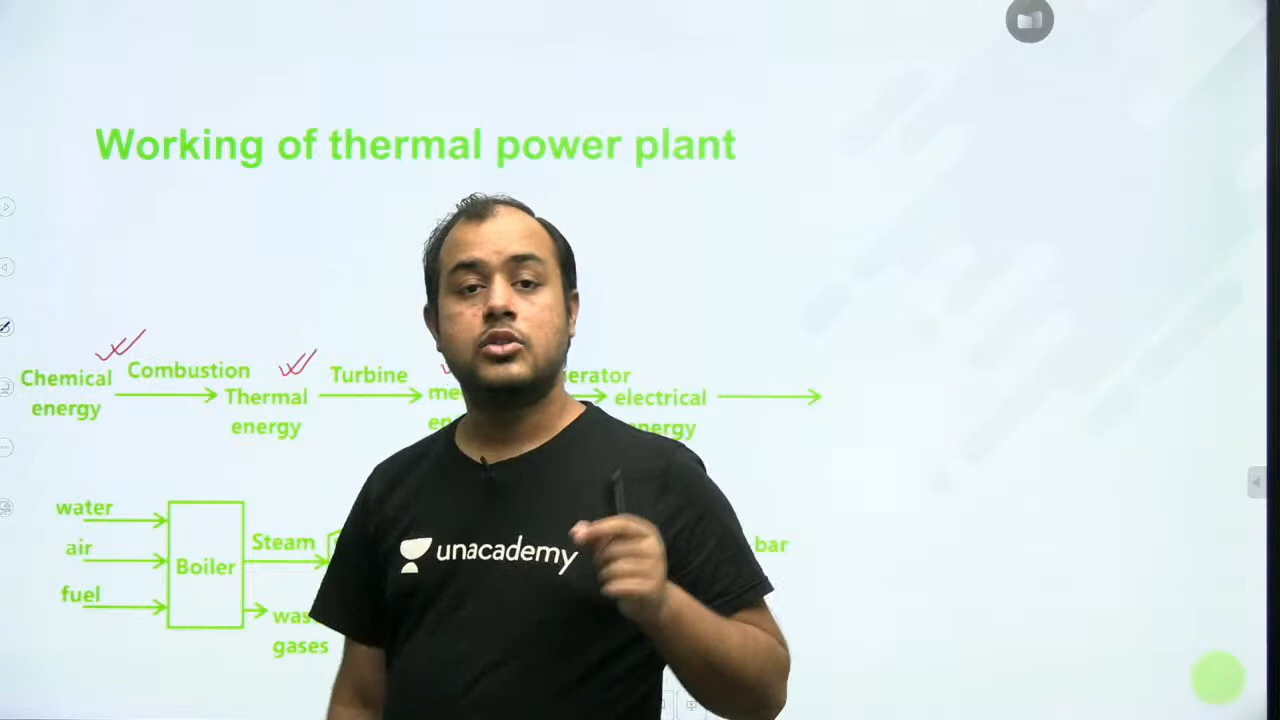 Working of thermal power plant
Chemical energy
Combustion
Thermal energy
Turbine
electrical
water
air
fuel
Boiler
Steam
gases
bar
unacademy